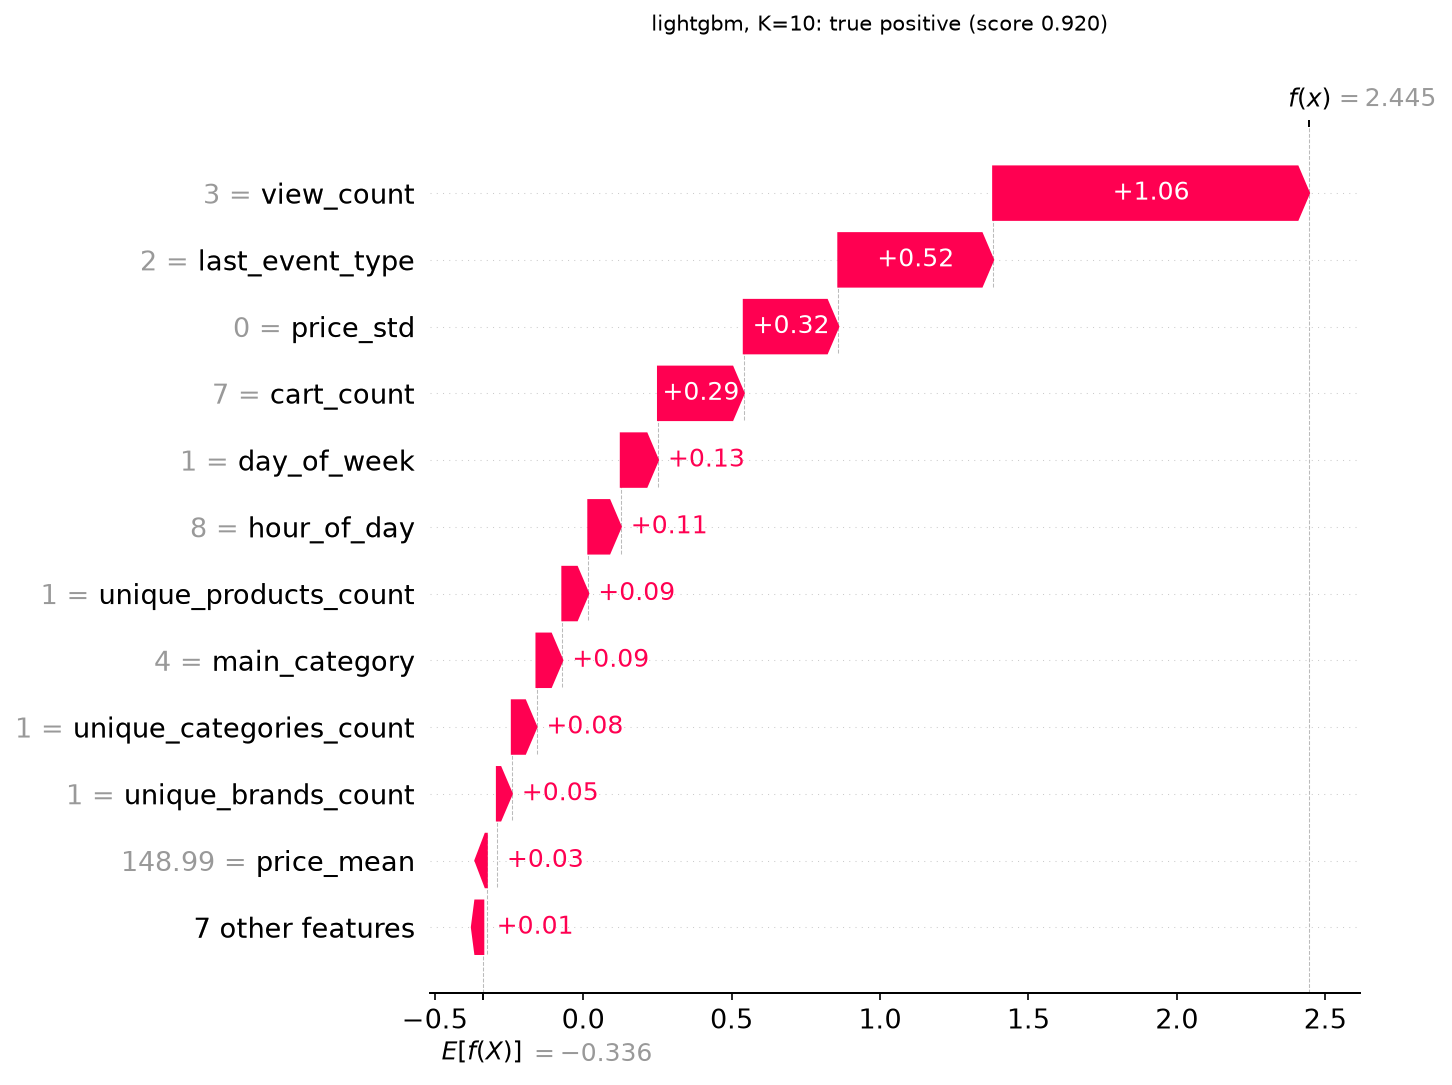 lightgbm, K=10: true positive (score 0.920)
f(x) = 2.445
3 = view_count +1.06
2 = last_event_type +0.52
0 = price_std +0.32
7 = cart_count +0.29
1 = day_of_week +0.13
8 = hour_of_day +0.11
1 = unique_products_count +0.09
4 = main_category +0.09
1 = unique_categories_count +0.08
1 = unique_brands_count +0.05
148.99 = price_mean +0.03
7 other features +0.01
−0.5 0.0 0.5 1.0 1.5 2.0 2.5
E[f(X)] = −0.336